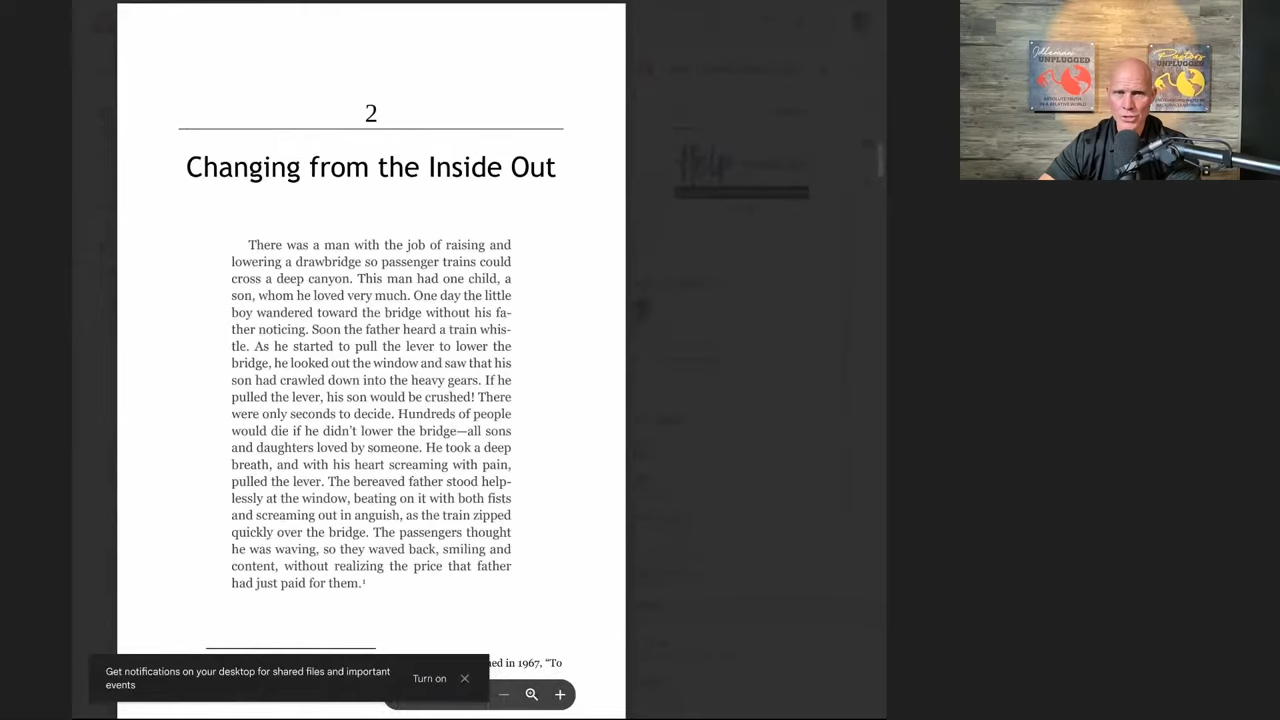 2
Changing from the Inside Out
There was a man with the job of raising and
lowering a drawbridge so passenger trains could
cross a deep canyon. This man had one child, a
son, whom he loved very much. One day the little
boy wandered toward the bridge without his fa-
ther noticing. Soon the father heard a train whis-
tle. As he started to pull the lever to lower the
bridge, he looked out the window and saw that his
son had crawled down into the heavy gears. If he
pulled the lever, his son would be crushed! There
were only seconds to decide. Hundreds of people
would die if he didn't lower the bridge—all sons
and daughters loved by someone. He took a deep
breath, and with his heart screaming with pain,
pulled the lever. The bereaved father stood help-
lessly at the window, beating on it with both fists
and screaming out in anguish, as the train zipped
quickly over the bridge. The passengers thought
he was waving, so they waved back, smiling and
content, without realizing the price that father
had just paid for them.¹
in 1967, “To
Get notifications on your desktop for shared files and important
events
Turn on
Help
Idleman
UNPLUGGED
ABSOLUTE TRUTH
IN A RELATIVE WORLD
Pastors
UNPLUGGED